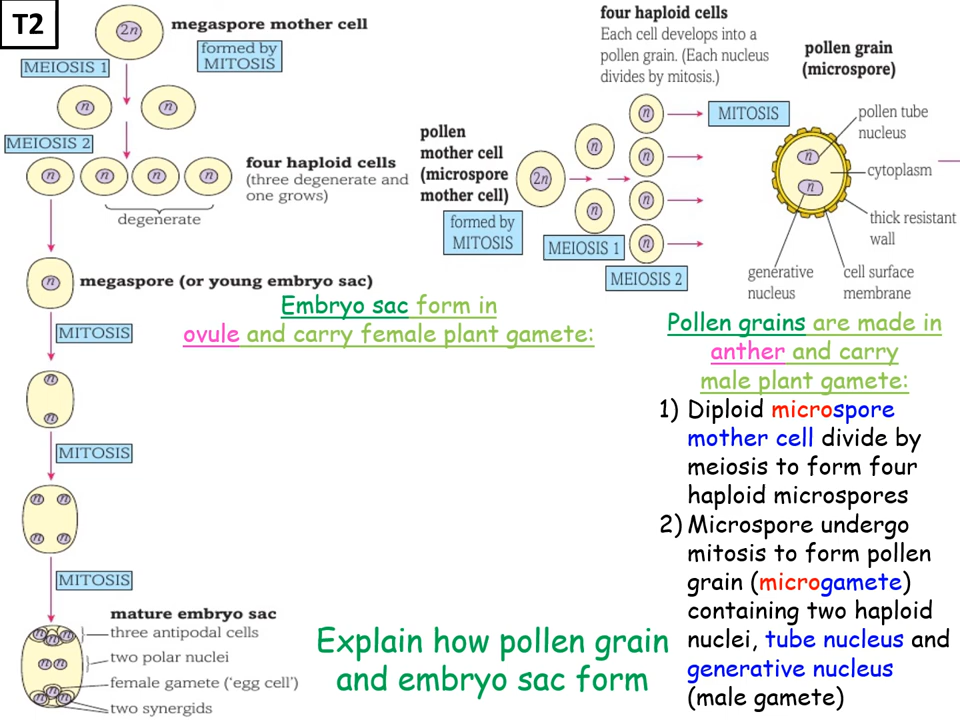 T2
2n
megaspore mother cell
formed by
MITOSIS
MEIOSIS 1
n
n
MEIOSIS 2
n
n
n
n
four haploid cells
(three degenerate and
one grows)
degenerate
n
megaspore (or young embryo sac)
MITOSIS
n
n
MITOSIS
n
n
n
n
MITOSIS
mature embryo sac
three antipodal cells
two polar nuclei
female gamete (‘egg cell’)
two synergids
n
n
n
n
n
n
n
n
Embryo sac form in
ovule and carry female plant gamete:
Explain how pollen grain
and embryo sac form
four haploid cells
Each cell develops into a
pollen grain. (Each nucleus
divides by mitosis.)
pollen
mother cell
(microspore
mother cell)
formed by
MITOSIS
2n
n
n
MEIOSIS 1
n
n
n
n
MEIOSIS 2
MITOSIS
pollen grain
(microspore)
n
n
pollen tube
nucleus
cytoplasm
thick resistant
wall
generative
nucleus
cell surface
membrane
Pollen grains are made in
anther and carry
male plant gamete:
1) Diploid microspore
mother cell divide by
meiosis to form four
haploid microspores
2) Microspore undergo
mitosis to form pollen
grain (microgamete)
containing two haploid
nuclei, tube nucleus and
generative nucleus
(male gamete)